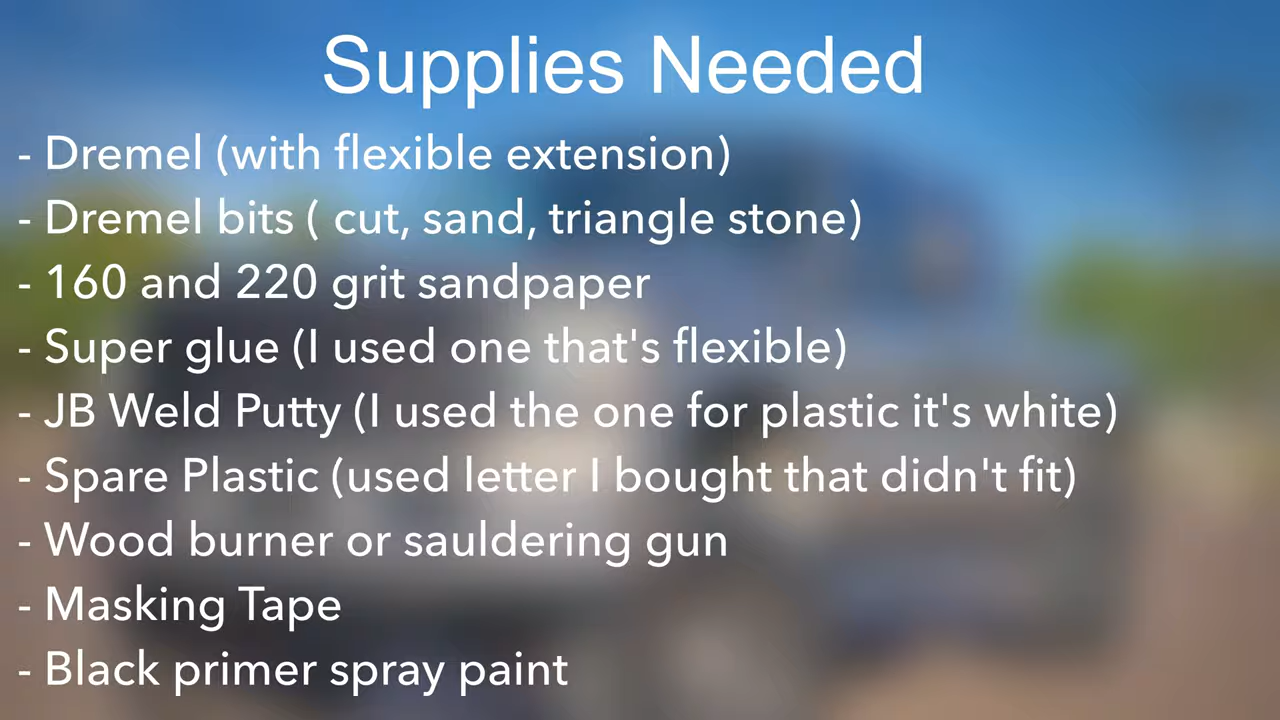 Supplies Needed
- Dremel (with flexible extension)
- Dremel bits ( cut, sand, triangle stone)
- 160 and 220 grit sandpaper
- Super glue (I used one that's flexible)
- JB Weld Putty (I used the one for plastic it's white)
- Spare Plastic (used letter I bought that didn't fit)
- Wood burner or sauldering gun
- Masking Tape
- Black primer spray paint